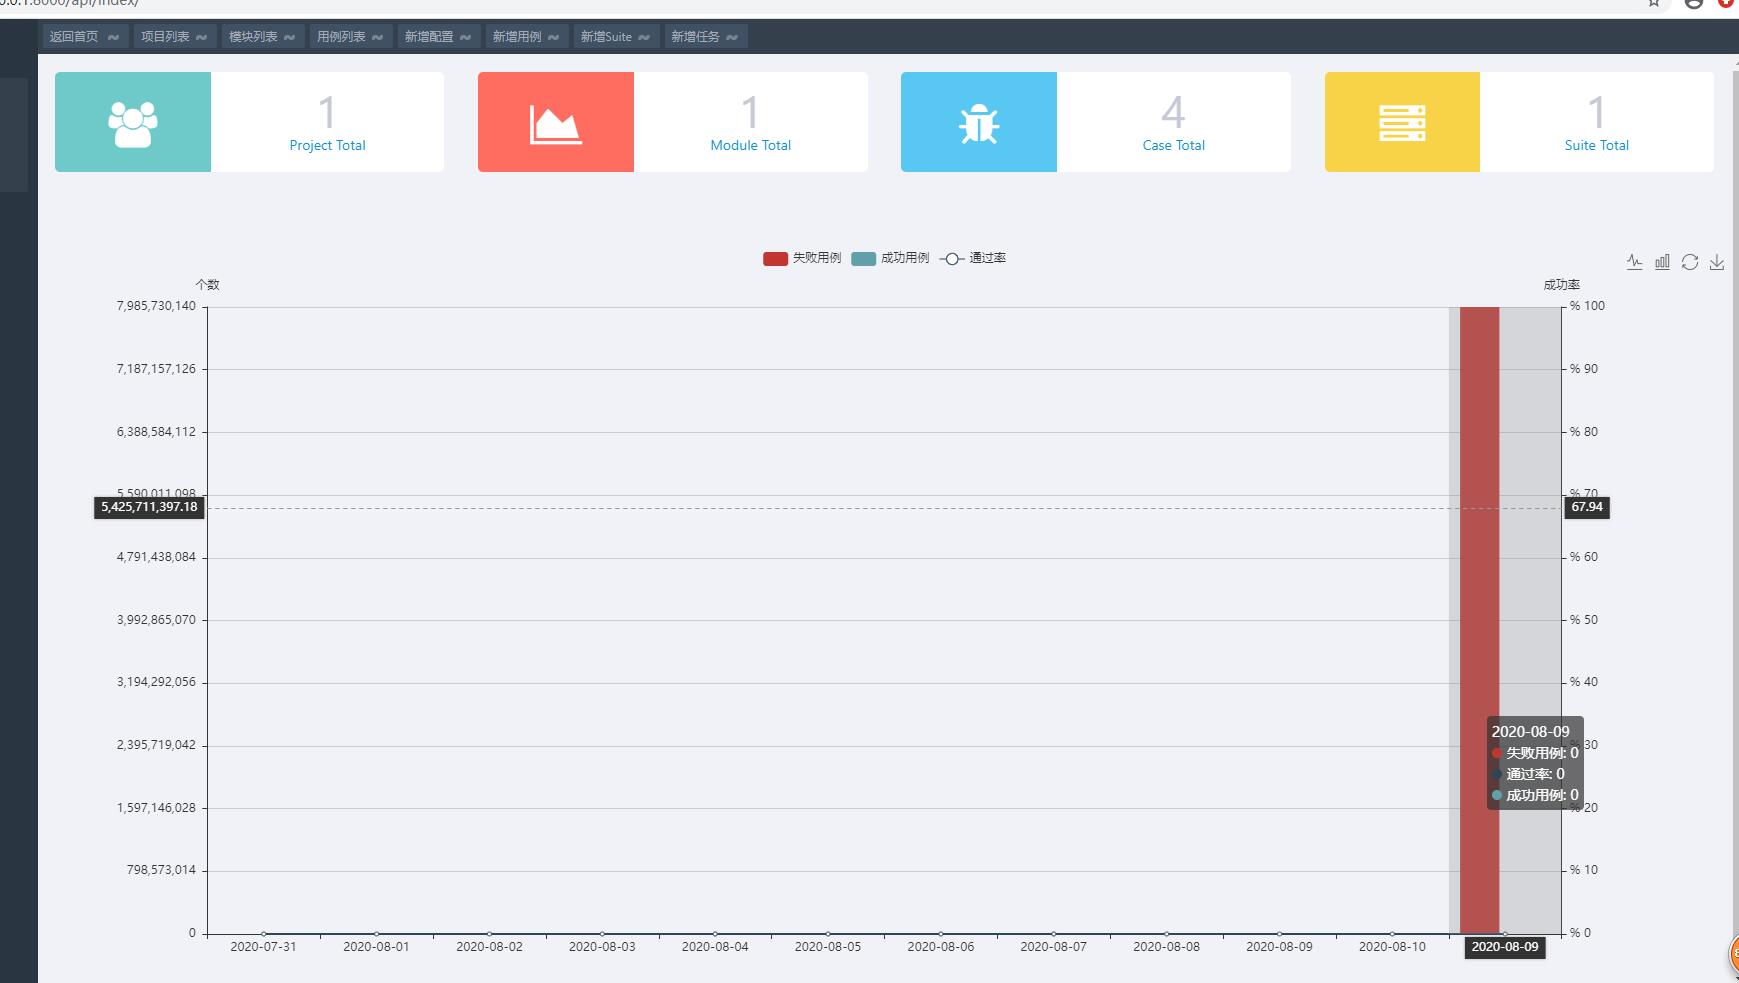 0.0.1:8000/api/index/
返回首页 项目列表 模块列表 用例列表 新增配置 新增用例 新增Suite 新增任务
1
Project Total
1
Module Total
4
Case Total
1
Suite Total
失败用例 成功用例 通过率
个数
成功率
7,985,730,140
7,187,157,126
6,388,584,112
5,590,011,098
5,425,711,397.18
4,791,438,084
3,992,865,070
3,194,292,056
2,395,719,042
1,597,146,028
798,573,014
0
% 100
% 90
% 80
% 70
67.94
% 60
% 50
% 40
30
% 20
% 10
% 0
2020-08-09
失败用例: 0
通过率: 0
成功用例: 0
2020-07-31 2020-08-01 2020-08-02 2020-08-03 2020-08-04 2020-08-05 2020-08-06 2020-08-07 2020-08-08 2020-08-09 2020-08-10 2020-08-09